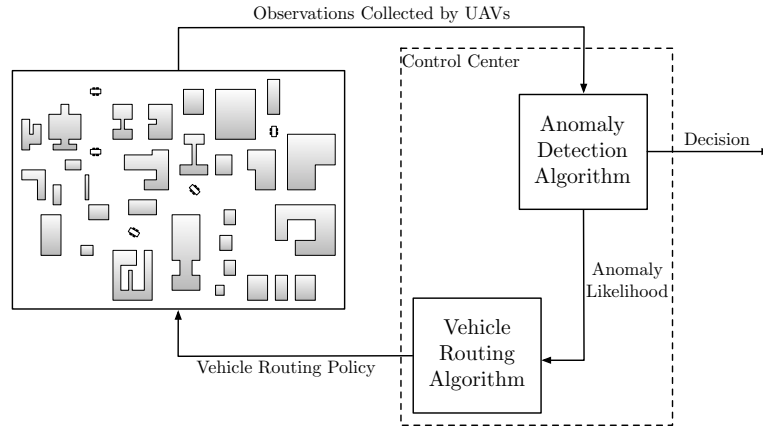 Observations Collected by UAVs
Control Center
Anomaly
Detection
Algorithm
Decision
Anomaly
Likelihood
Vehicle
Routing
Algorithm
Vehicle Routing Policy